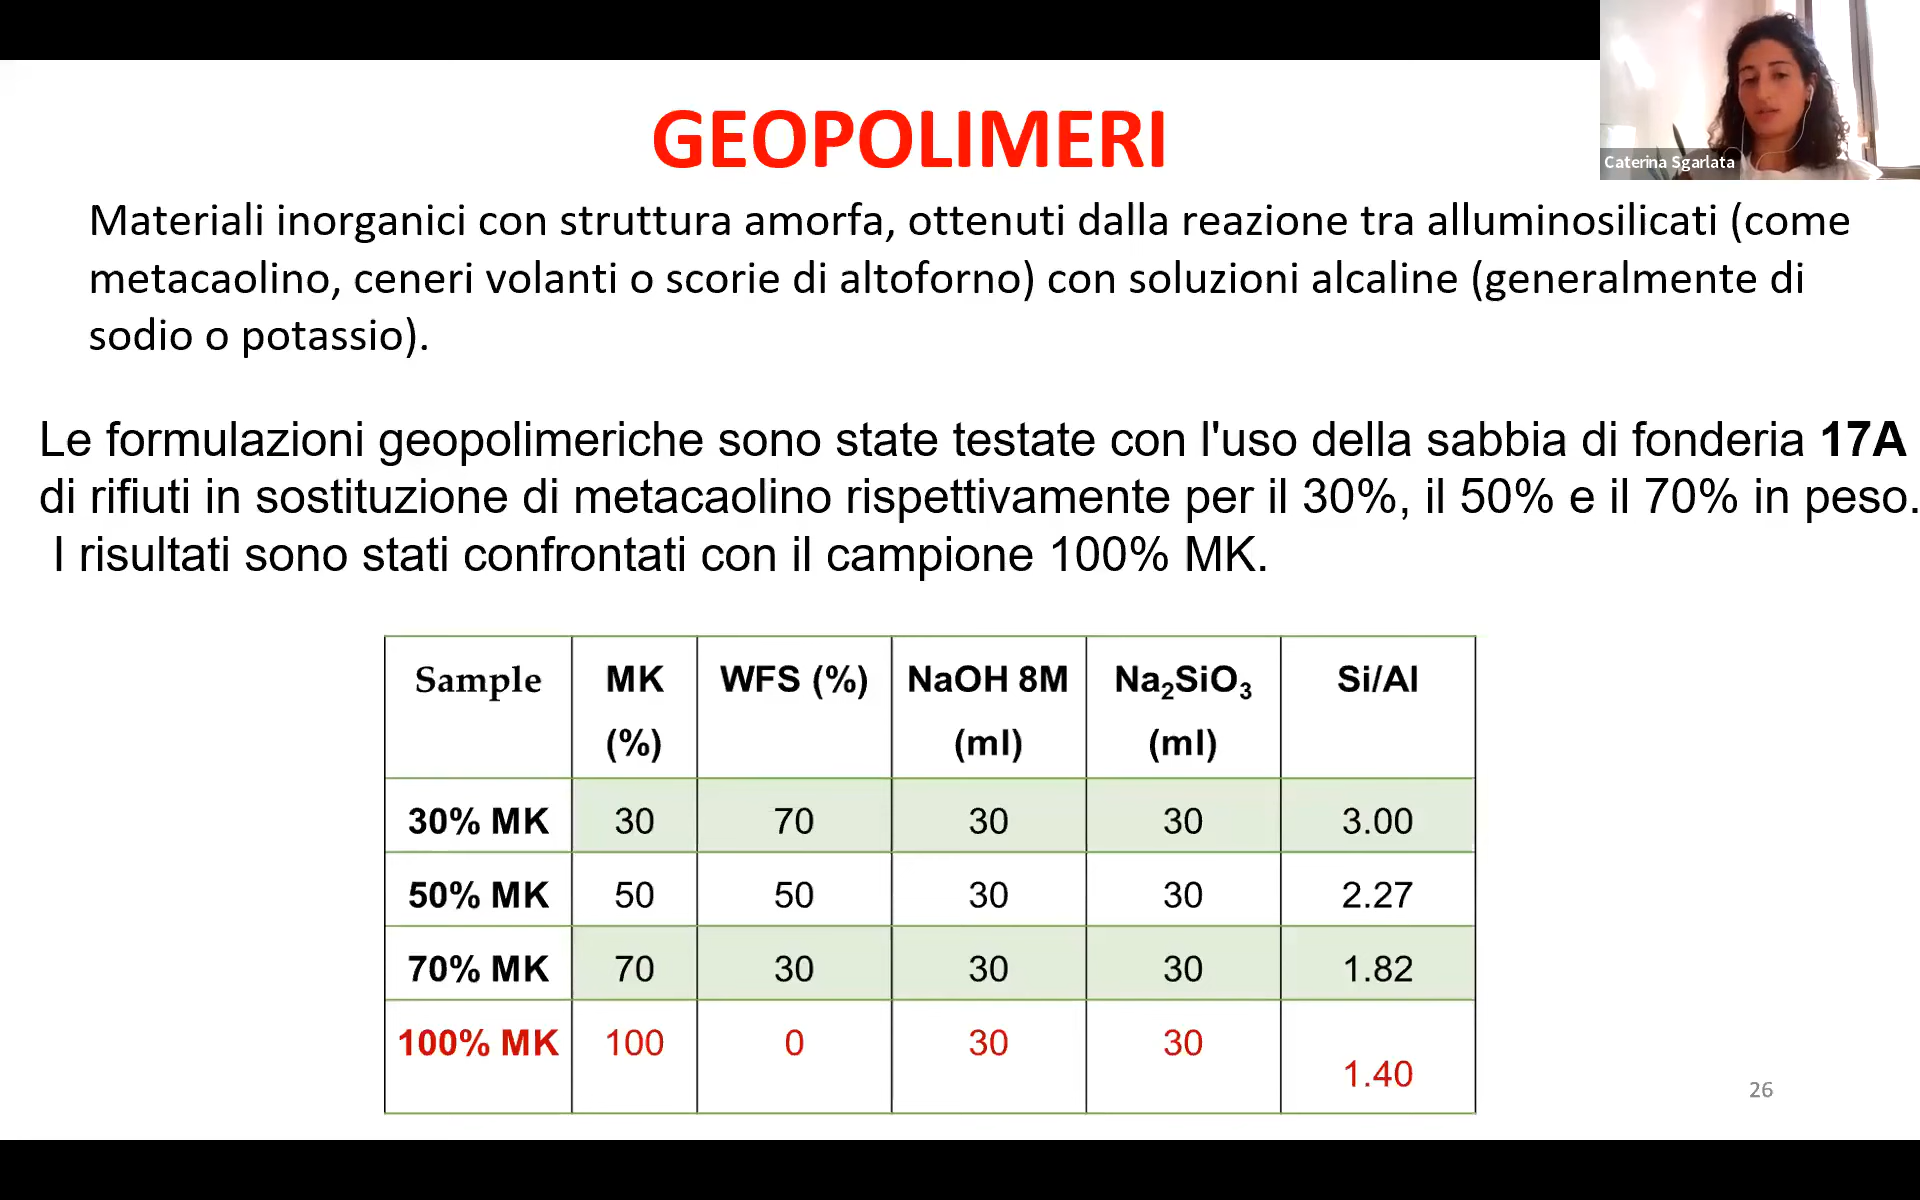 Caterina Sgarlata
GEOPOLIMERI
Materiali inorganici con struttura amorfa, ottenuti dalla reazione tra alluminosilicati (come
metacaolino, ceneri volanti o scorie di altoforno) con soluzioni alcaline (generalmente di
sodio o potassio).
Le formulazioni geopolimeriche sono state testate con l'uso della sabbia di fonderia 17A
di rifiuti in sostituzione di metacaolino rispettivamente per il 30%, il 50% e il 70% in peso.
I risultati sono stati confrontati con il campione 100% MK.
Sample MK (%) WFS (%) NaOH 8M (ml) Na₂SiO₃ (ml) Si/Al
30% MK 30 70 30 30 3.00
50% MK 50 50 30 30 2.27
70% MK 70 30 30 30 1.82
100% MK 100 0 30 30 1.40
26